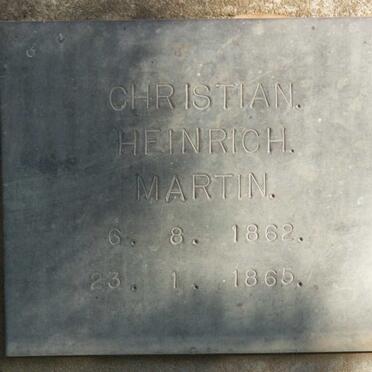 CHRISTIAN.
HEINRICH.
MARTIN.
6. 8. 1862.
23. 1. 1865.